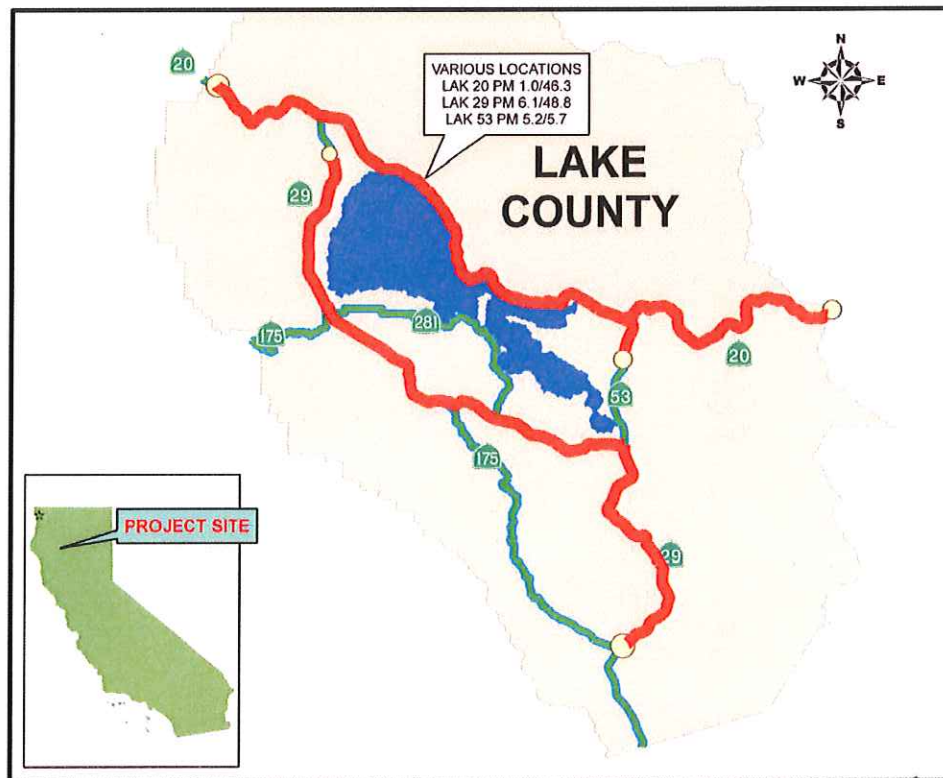 20
VARIOUS LOCATIONS
LAK 20 PM 1.0/46.3
LAK 29 PM 6.1/48.8
LAK 53 PM 5.2/5.7
N
W
E
S
LAKE
COUNTY
29
281
175
20
53
175
PROJECT SITE
29